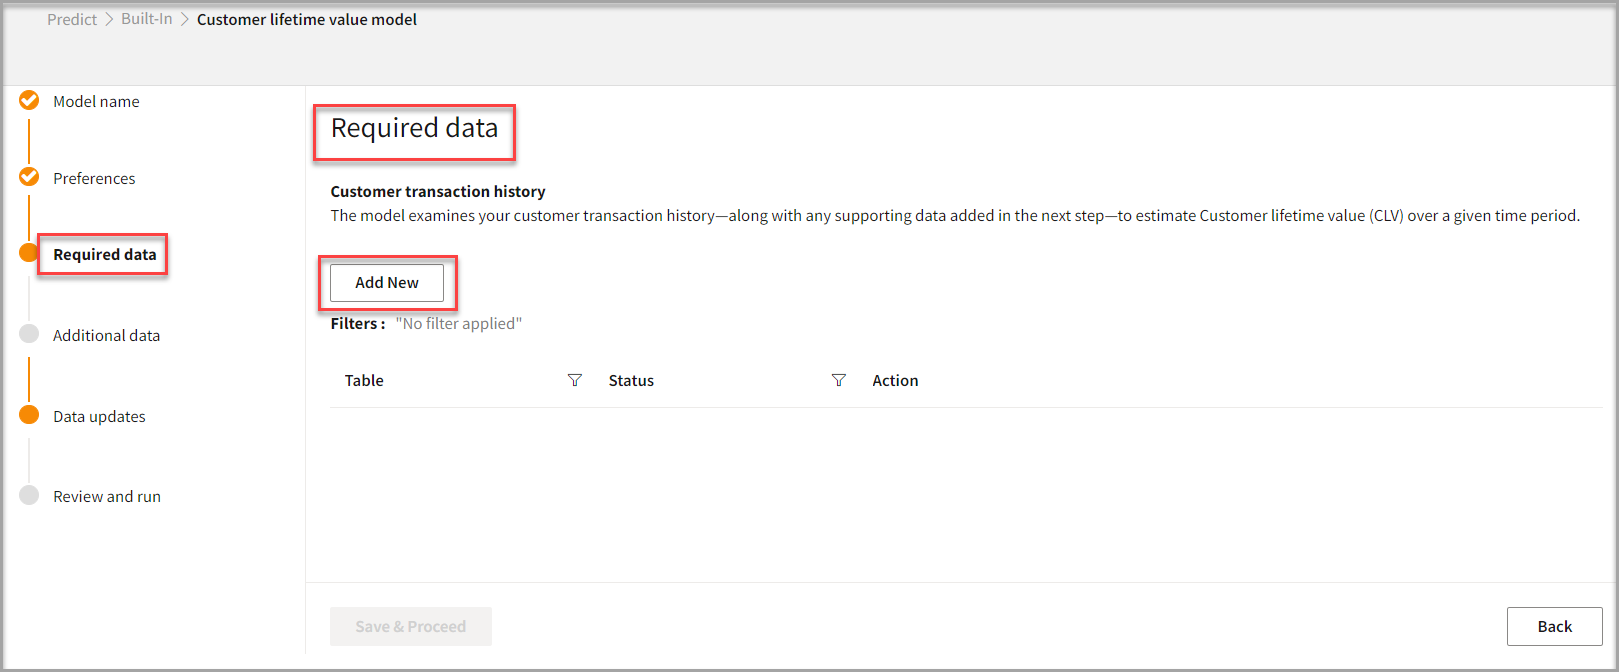 Predict > Built-In > Customer lifetime value model
Model name
Preferences
Required data
Additional data
Data updates
Review and run
Required data
Customer transaction history
The model examines your customer transaction history—along with any supporting data added in the next step—to estimate Customer lifetime value (CLV) over a given time period.
Add New
Filters : "No filter applied"
Table Status Action
Save & Proceed Back